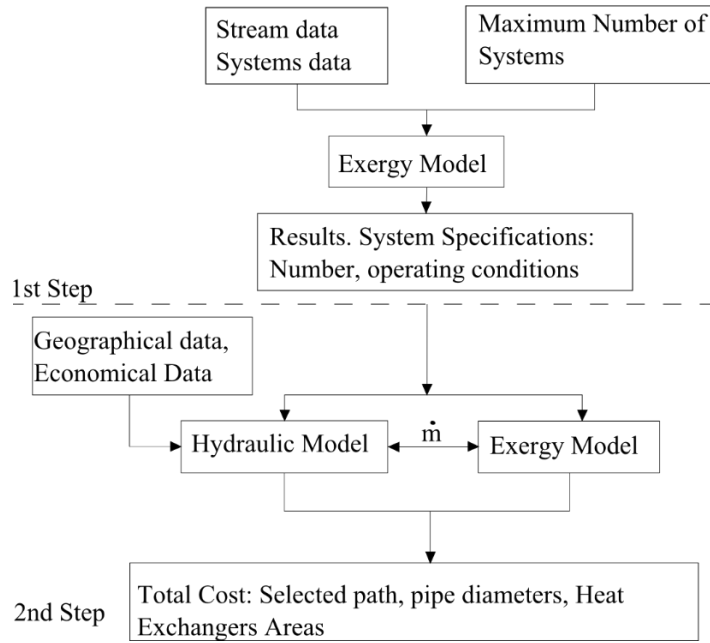 Stream data
Systems data
Maximum Number of
Systems
Exergy Model
Results. System Specifications:
Number, operating conditions
1st Step
Geographical data,
Economical Data
Hydraulic Model
ṁ
Exergy Model
2nd Step
Total Cost: Selected path, pipe diameters, Heat
Exchangers Areas